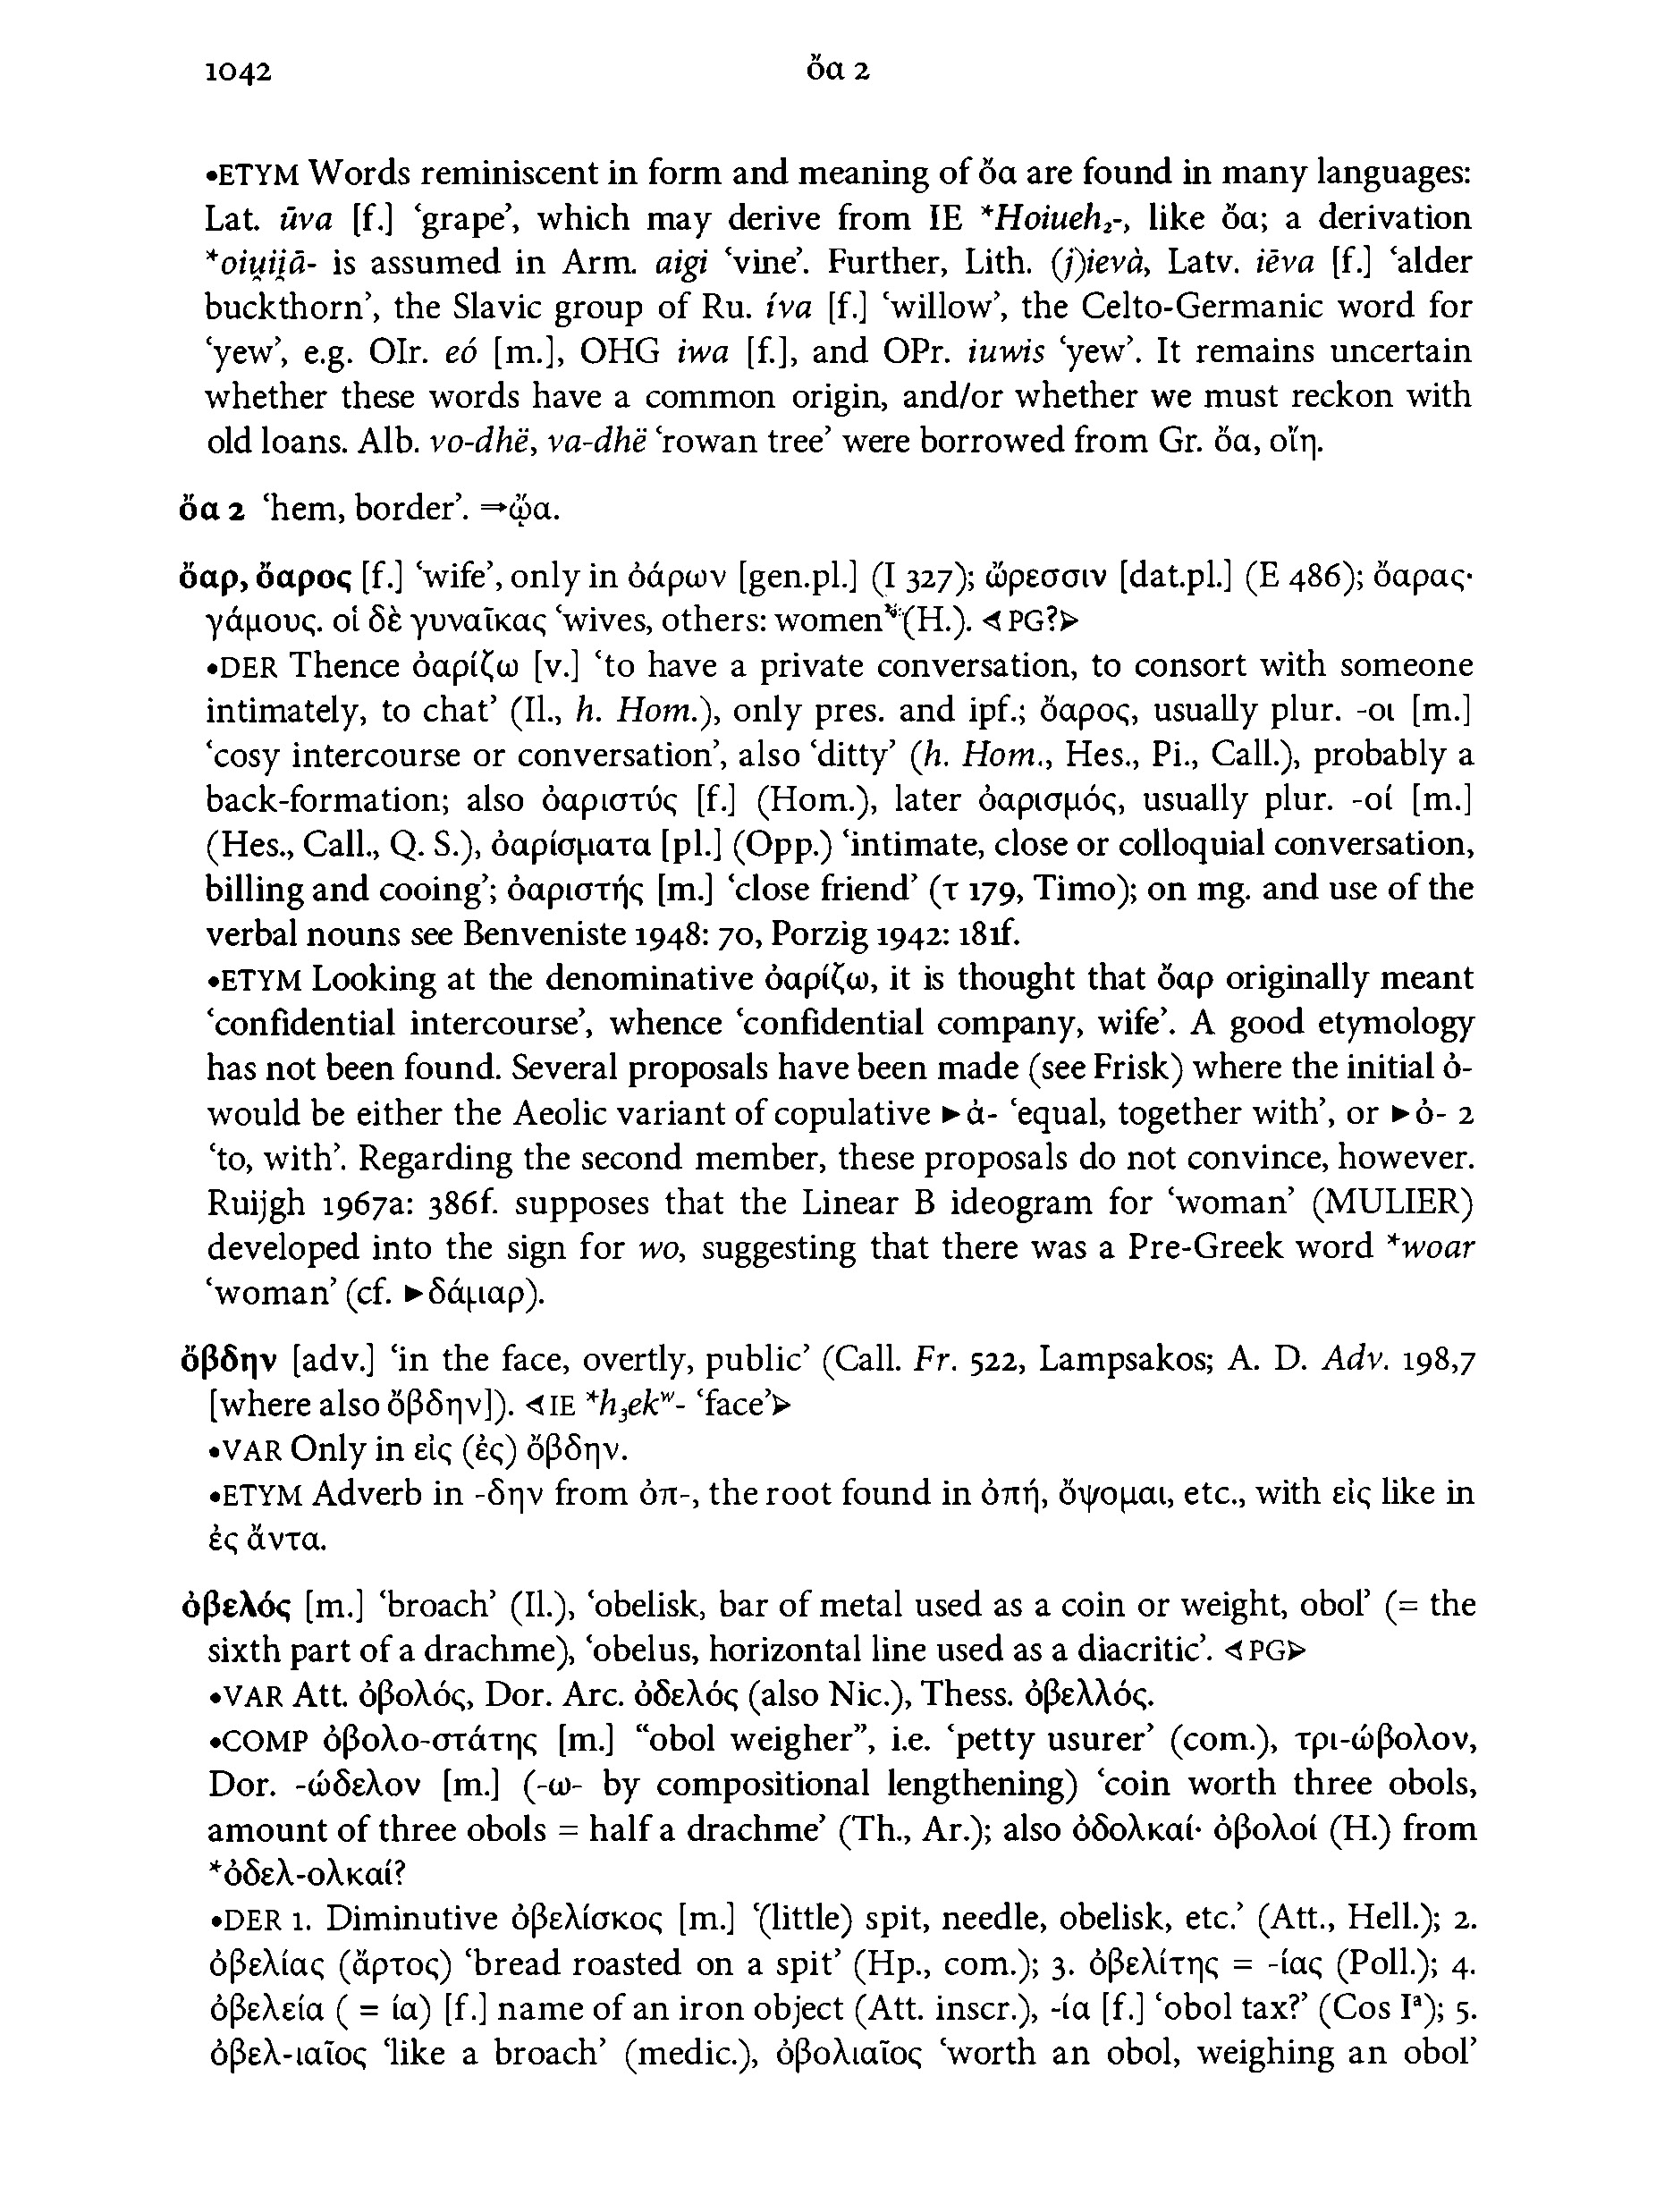 1042 ὄα 2
•ETYM Words reminiscent in form and meaning of ὄα are found in many languages:
Lat. ūva [f.] ‘grape’, which may derive from IE *Hoiueh₂-, like ὄα; a derivation
*oiu̯ii̯ā- is assumed in Arm. aigi ‘vine’. Further, Lith. (j)ievà, Latv. iẽva [f.] ‘alder
buckthorn’, the Slavic group of Ru. íva [f.] ‘willow’, the Celto-Germanic word for
‘yew’, e.g. OIr. eó [m.], OHG iwa [f.], and OPr. iuwis ‘yew’. It remains uncertain
whether these words have a common origin, and/or whether we must reckon with
old loans. Alb. vo-dhë, va-dhë ‘rowan tree’ were borrowed from Gr. ὄα, οἴη.
ὄα 2 ‘hem, border’. ⇒ᾤα.
ὄαρ, ὄαρος [f.] ‘wife’, only in ὀάρων [gen.pl.] (I 327); ὤρεσσιν [dat.pl.] (E 486); ὄαρας·
γάμους. οἱ δὲ γυναῖκας ‘wives, others: women’ (H.). ◁PG?▷
•DER Thence ὀαρίζω [v.] ‘to have a private conversation, to consort with someone
intimately, to chat’ (Il., h. Hom.), only pres. and ipf.; ὄαρος, usually plur. -οι [m.]
‘cosy intercourse or conversation’, also ‘ditty’ (h. Hom., Hes., Pi., Call.), probably a
back-formation; also ὀαριστύς [f.] (Hom.), later ὀαρισμός, usually plur. -οί [m.]
(Hes., Call., Q. S.), ὀαρίσματα [pl.] (Opp.) ‘intimate, close or colloquial conversation,
billing and cooing’; ὀαριστής [m.] ‘close friend’ (τ 179, Timo); on mg. and use of the
verbal nouns see Benveniste 1948: 70, Porzig 1942: 181f.
•ETYM Looking at the denominative ὀαρίζω, it is thought that ὄαρ originally meant
‘confidential intercourse’, whence ‘confidential company, wife’. A good etymology
has not been found. Several proposals have been made (see Frisk) where the initial ὀ-
would be either the Aeolic variant of copulative ►ἀ- ‘equal, together with’, or ►ὀ- 2
‘to, with’. Regarding the second member, these proposals do not convince, however.
Ruijgh 1967a: 386f. supposes that the Linear B ideogram for ‘woman’ (MULIER)
developed into the sign for wo, suggesting that there was a Pre-Greek word *woar
‘woman’ (cf. ►δάμαρ).
ὄβδην [adv.] ‘in the face, overtly, public’ (Call. Fr. 522, Lampsakos; A. D. Adv. 198,7
[where also ὄβδην]). ◁IE *h₃ekʷ- ‘face’▷
•VAR Only in εἰς (ἐς) ὄβδην.
•ETYM Adverb in -δην from ὀπ-, the root found in ὀπή, ὄψομαι, etc., with εἰς like in
ἐς ἄντα.
ὀβελός [m.] ‘broach’ (Il.), ‘obelisk, bar of metal used as a coin or weight, obol’ (= the
sixth part of a drachme), ‘obelus, horizontal line used as a diacritic’. ◁PG▷
•VAR Att. ὀβολός, Dor. Arc. ὀδελός (also Nic.), Thess. ὀβελλός.
•COMP ὀβολο-στάτης [m.] “obol weigher”, i.e. ‘petty usurer’ (com.), τρι-ώβολον,
Dor. -ώδελον [m.] (-ω- by compositional lengthening) ‘coin worth three obols,
amount of three obols = half a drachme’ (Th., Ar.); also ὀδολκαί· ὀβολοί (H.) from
*ὀδελ-ολκαί?
•DER 1. Diminutive ὀβελίσκος [m.] ‘(little) spit, needle, obelisk, etc.’ (Att., Hell.); 2.
ὀβελίας (ἄρτος) ‘bread roasted on a spit’ (Hp., com.); 3. ὀβελίτης = -ίας (Poll.); 4.
ὀβελεία ( = ία) [f.] name of an iron object (Att. inscr.), -ία [f.] ‘obol tax?’ (Cos Iᵃ); 5.
ὀβελ-ιαῖος ‘like a broach’ (medic.), ὀβολιαῖος ‘worth an obol, weighing an obol’